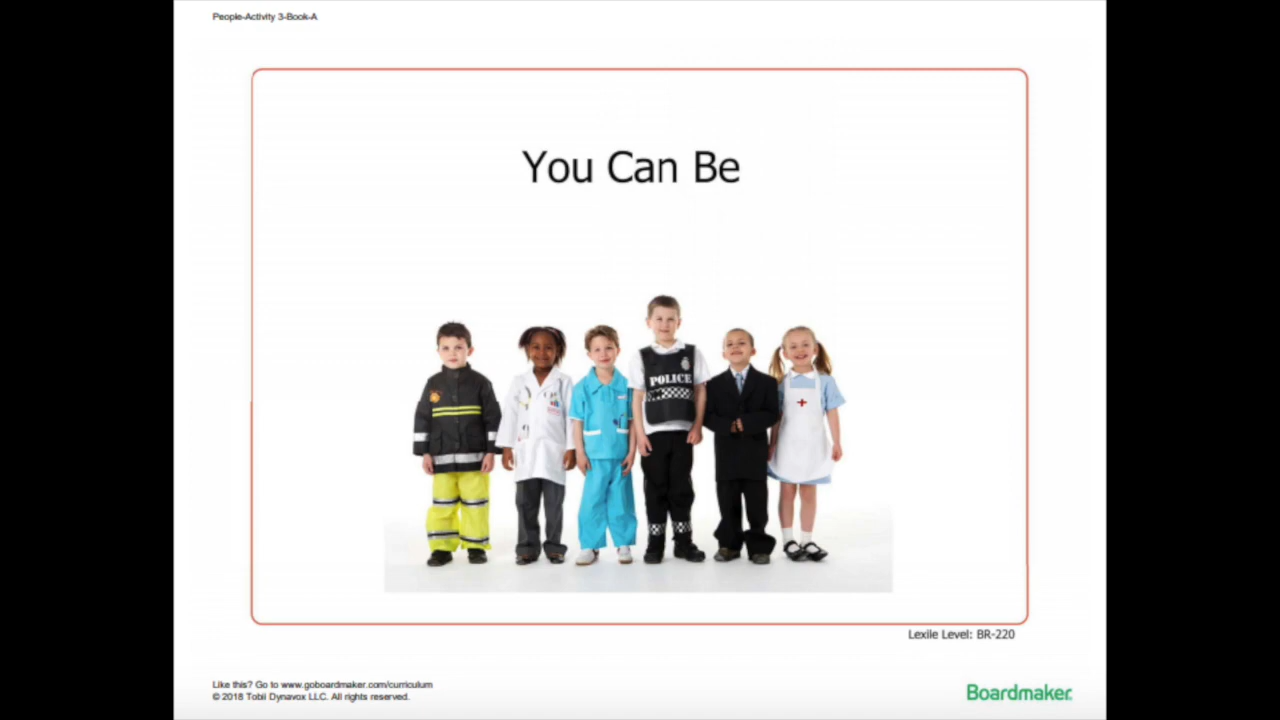 People-Activity 3-Book-A
You Can Be
POLICE
Lexile Level: BR-220
Like this? Go to www.goboardmaker.com/curriculum
© 2018 Tobii Dynavox LLC. All rights reserved.
Boardmaker